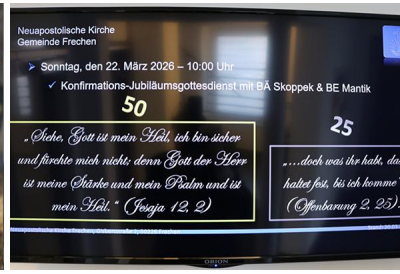 Neuapostolische Kirche
Gemeinde Frechen
➢ Sonntag, den 22. März 2026 – 10:00 Uhr
✓ Konfirmations-Jubiläumsgottesdienst mit BÄ Skoppek & BE Mantik
50
25
„Siehe, Gott ist mein Heil, ich bin sicher
und fürchte mich nicht; denn Gott der Herr
ist meine Stärke und mein Psalm und ist
mein Heil.“ (Jesaja 12, 2)
„...doch was ihr habt, da
haltet fest, bis ich komme
(Offenbarung 2, 25).
Neuapostolische Kirche Frechen,
ORION